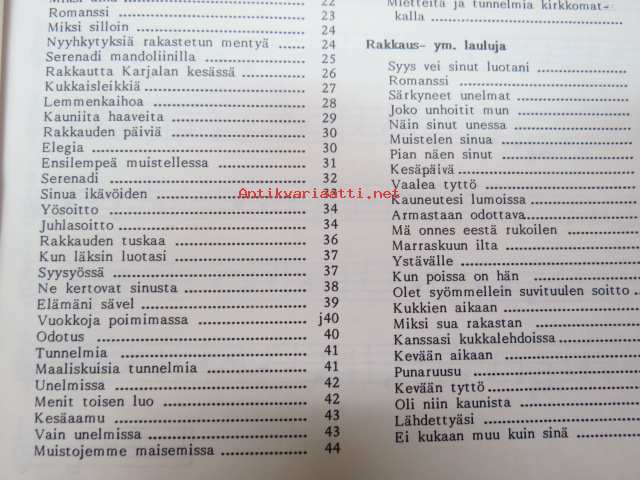 22
Romanssi 23
Miksi silloin 24
Nyyhkytyksiä rakastetun mentyä 24
Serenadi mandoliinilla 25
Rakkautta Karjalan kesässä 26
Kukkaisleikkiä 27
Lemmenkaihoa 28
Kauniita haaveita 29
Rakkauden päiviä 30
Elegia 30
Ensilempeä muistellessa 31
Serenadi 32
Sinua ikävöiden 33
Yösoitto 34
Juhlasoitto 34
Rakkauden tuskaa 36
Kun läksin luotasi 37
Syysyössä 37
Ne kertovat sinusta 38
Elämäni sävel 39
Vuokkoja poimimassa j40
Odotus 40
Tunnelmia 41
Maaliskuisia tunnelmia 41
Unelmissa 42
Menit toisen luo 42
Kesäaamu 43
Vain unelmissa 43
Muistojemme maisemissa 44
Mietteitä ja tunnelmia kirkkomat-
kalla
Rakkaus- ym. lauluja
Syys vei sinut luotani
Romanssi
Särkyneet unelmat
Joko unhoitit mun
Näin sinut unessa
Muistelen sinua
Pian näen sinut
Kesäpäivä
Vaalea tyttö
Kauneutesi lumoissa
Armastaan odottava
Mä onnes eestä rukoilen
Marraskuun ilta
Ystävälle
Kun poissa on hän
Olet syömmellein suvituulen soitto
Kukkien aikaan
Miksi sua rakastan
Kanssasi kukkalehdoissa
Kevään aikaan
Punaruusu
Kevään tyttö
Oli niin kaunista
Lähdettyäsi
Ei kukaan muu kuin sinä
Antikvariaatti.net